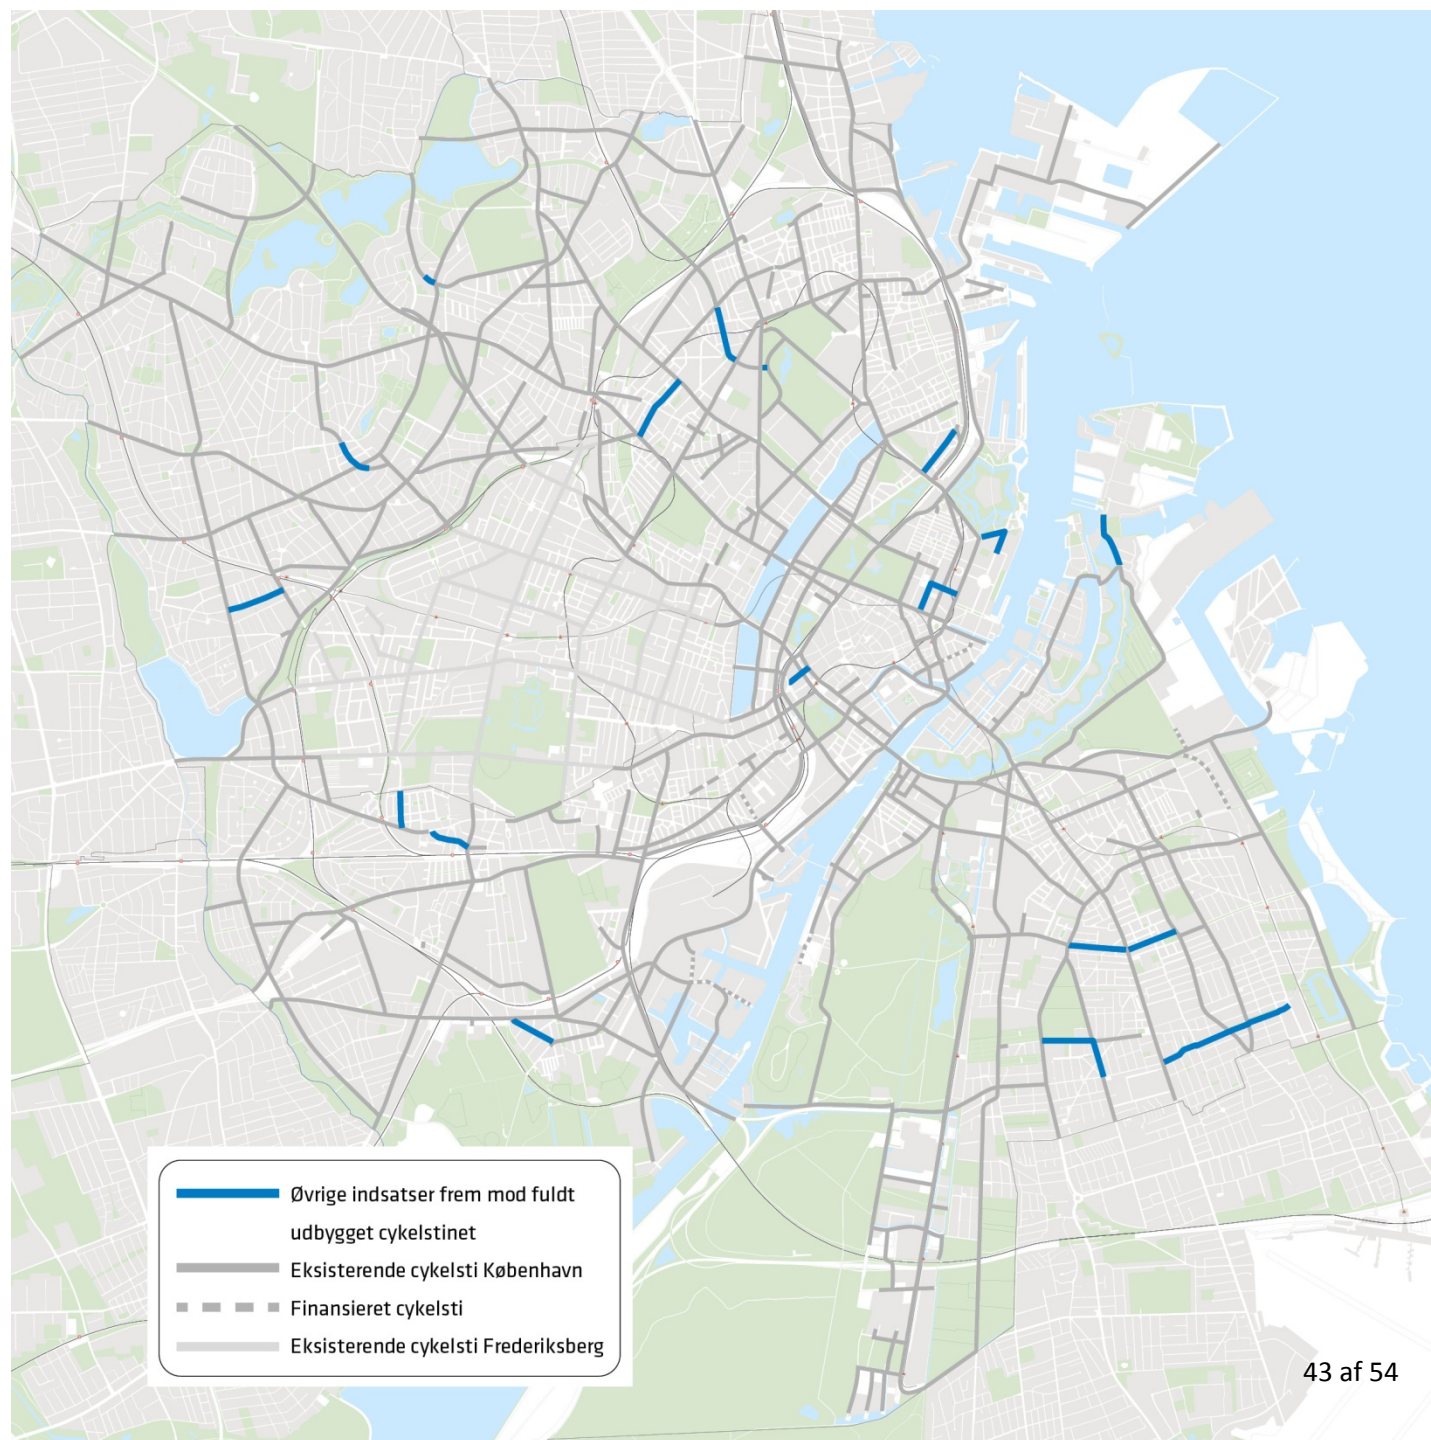 Øvrige indsatser frem mod fuldt
udbygget cykelstinet
Eksisterende cykelsti København
Finansieret cykelsti
Eksisterende cykelsti Frederiksberg
43 af 54